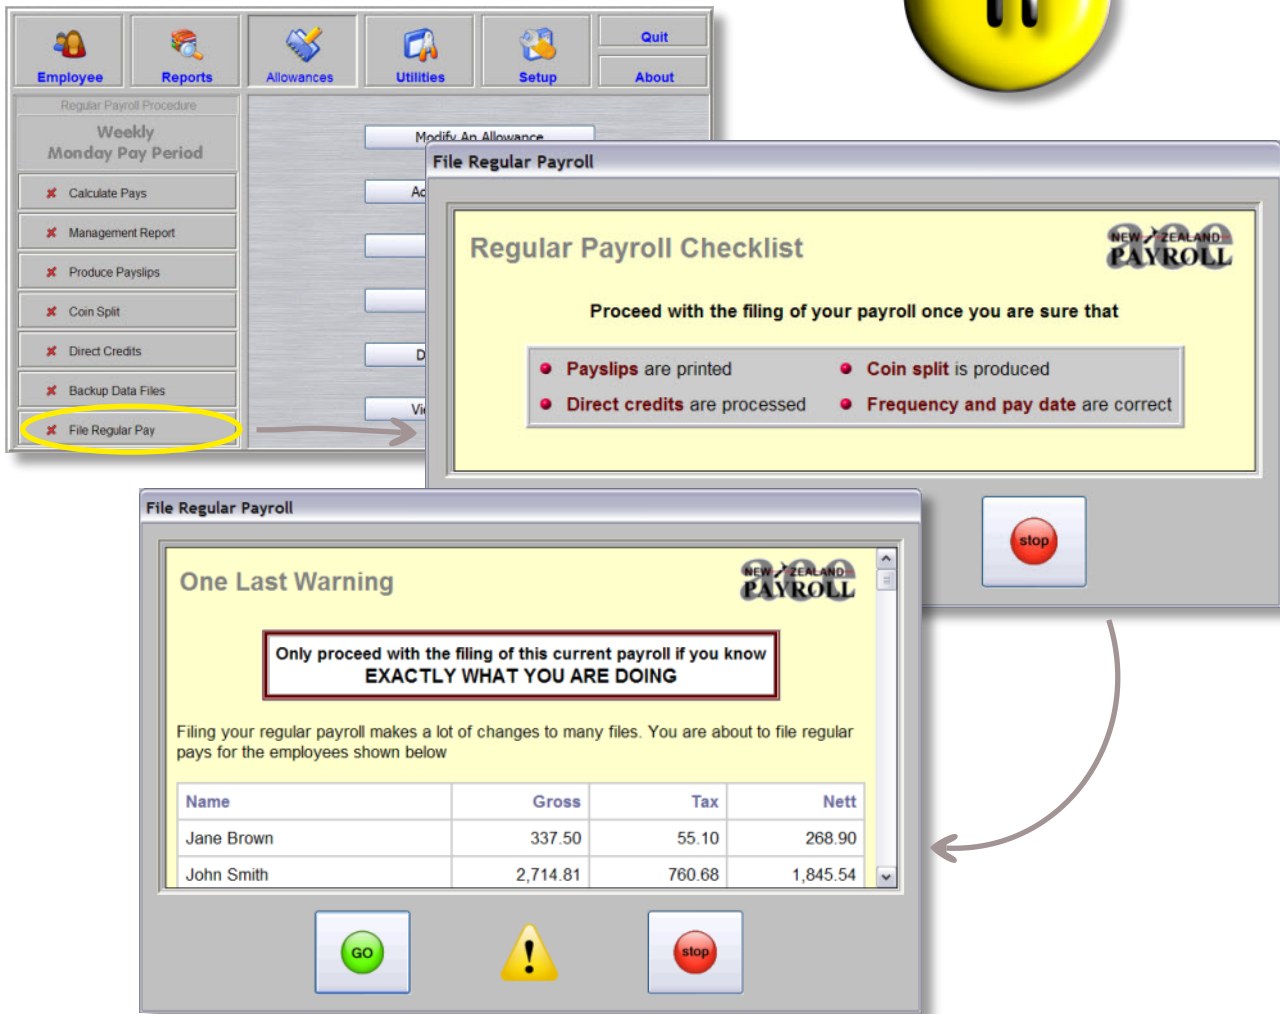 Employee
Reports
Allowances
Utilities
Setup
Quit
About
Regular Payroll Procedure
Weekly
Monday Pay Period
Calculate Pays
Management Report
Produce Payslips
Coin Split
Direct Credits
Backup Data Files
File Regular Pay
Modify An Allowance
File Regular Payroll
Regular Payroll Checklist
NEW ZEALAND
PAYROLL
Proceed with the filing of your payroll once you are sure that
Payslips are printed
Coin split is produced
Direct credits are processed
Frequency and pay date are correct
stop
File Regular Payroll
One Last Warning
NEW ZEALAND
PAYROLL
Only proceed with the filing of this current payroll if you know
EXACTLY WHAT YOU ARE DOING
Filing your regular payroll makes a lot of changes to many files. You are about to file regular
pays for the employees shown below
Name Gross Tax Nett
Jane Brown 337.50 55.10 268.90
John Smith 2,714.81 760.68 1,845.54
GO
!
stop